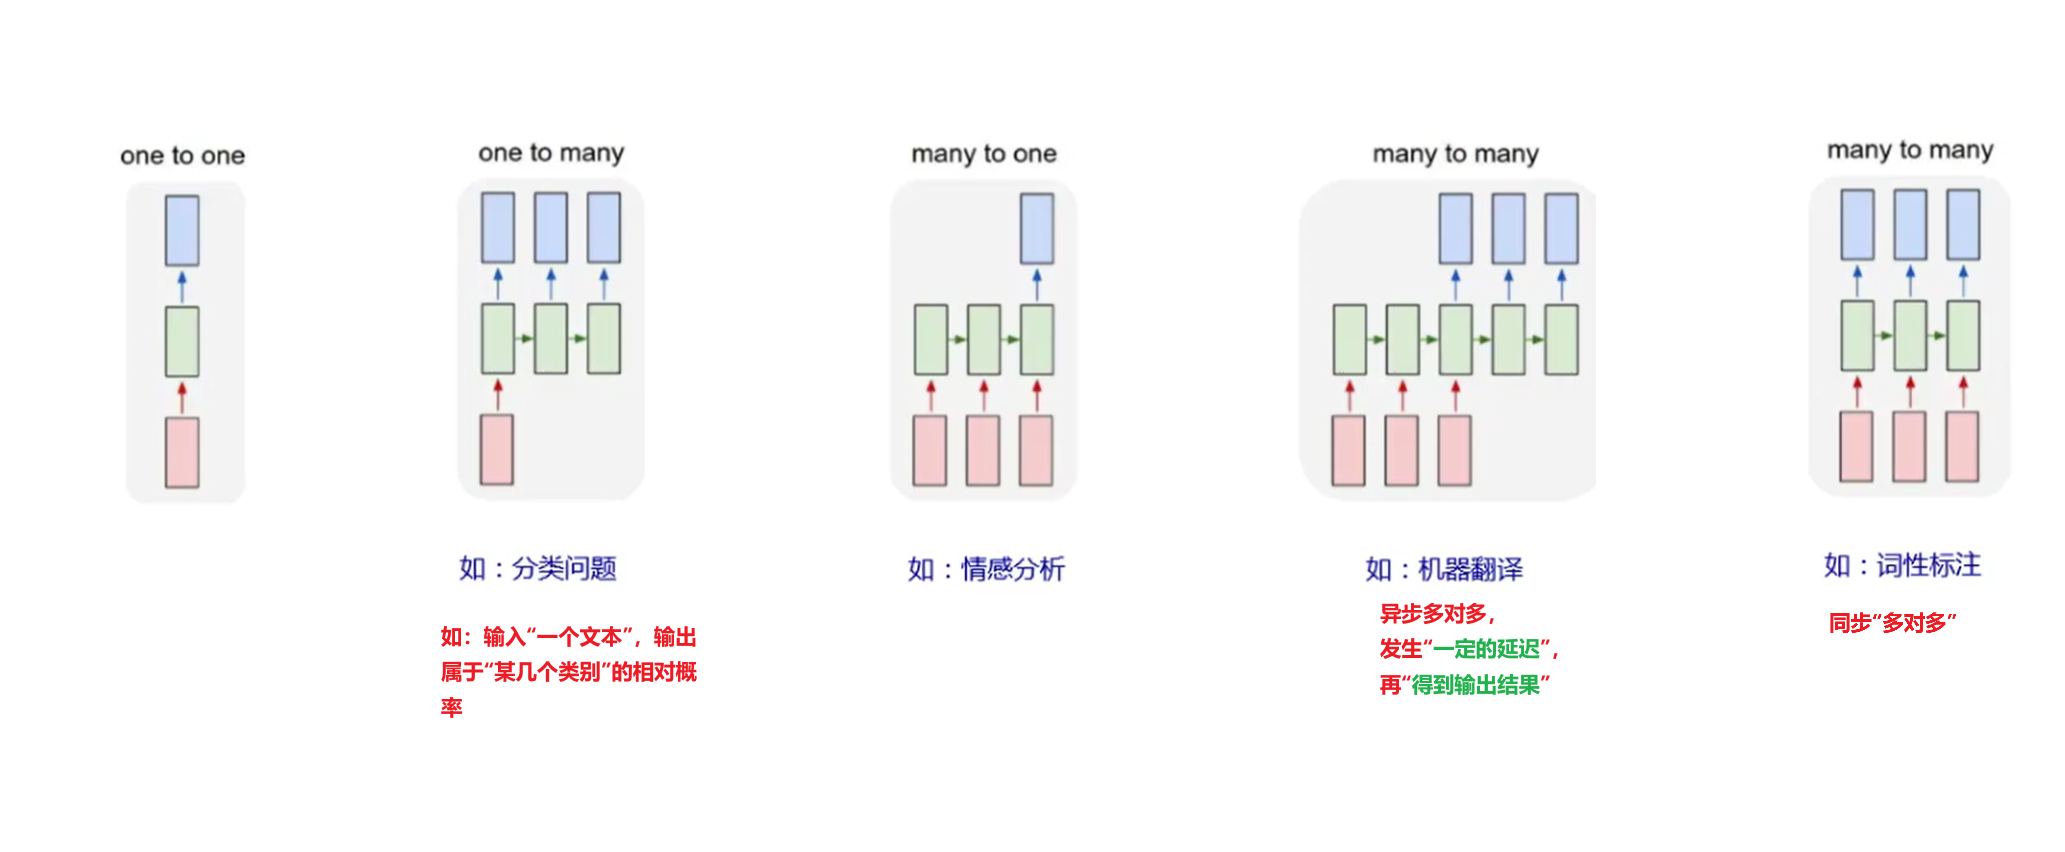 one to one
one to many
many to one
many to many
many to many
如：分类问题
如：情感分析
如：机器翻译
如：词性标注
如：输入“一个文本”，输出
属于“某几个类别”的相对概
率
异步多对多，
发生“一定的延迟”，
再“得到输出结果”
同步“多对多”